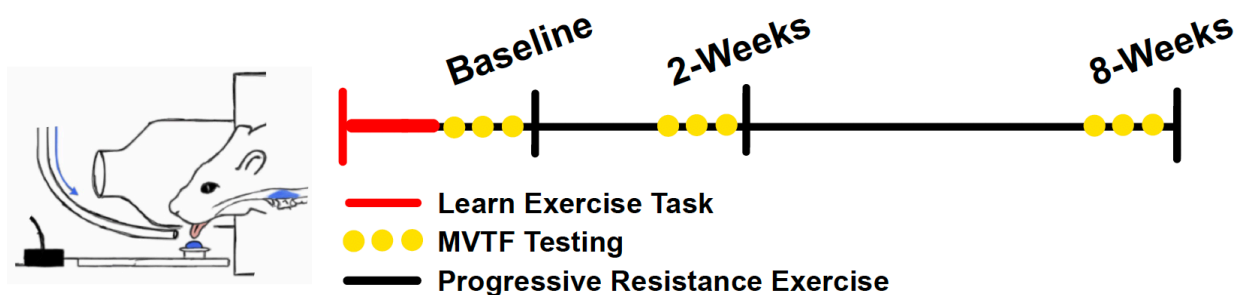 Baseline
2-Weeks
8-Weeks
Learn Exercise Task
MVTF Testing
Progressive Resistance Exercise